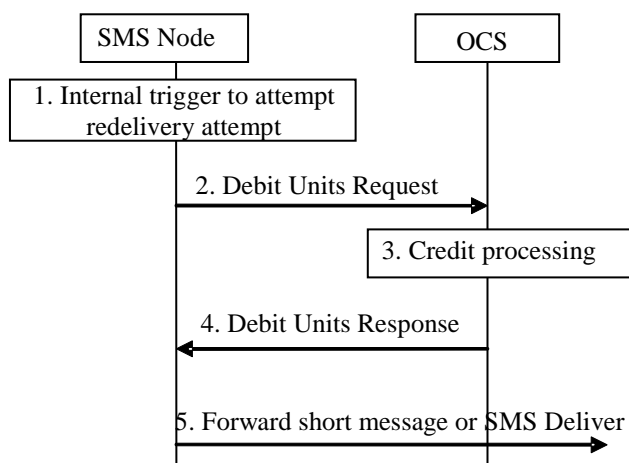 SMS Node
OCS
1. Internal trigger to attempt
redelivery attempt
2. Debit Units Request
3. Credit processing
4. Debit Units Response
5. Forward short message or SMS Deliver